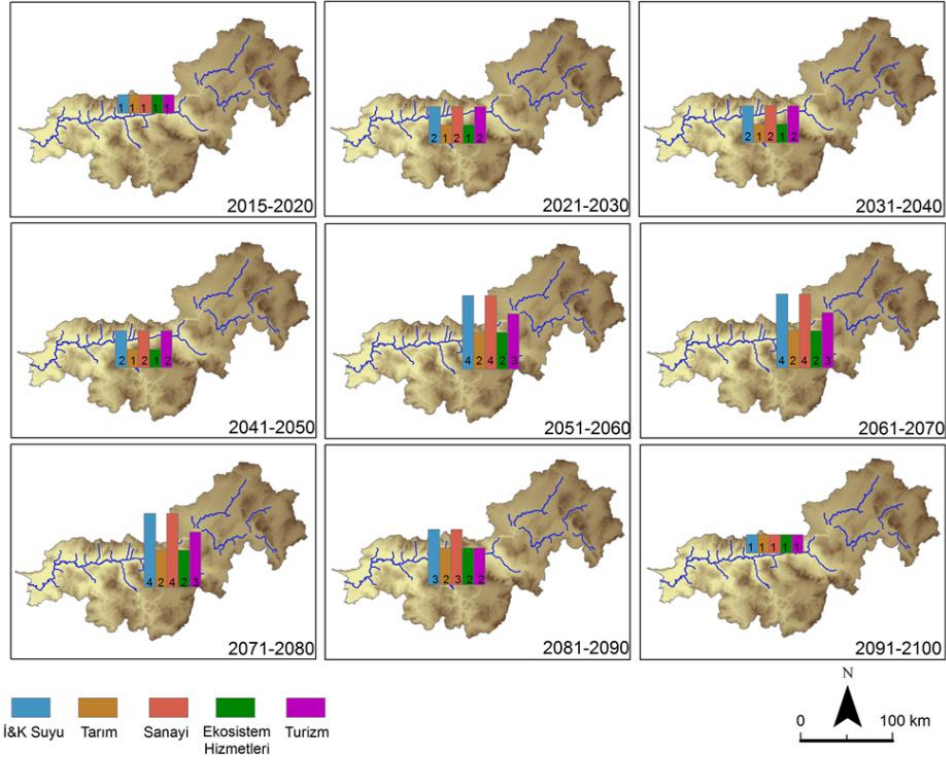 1 1 1 1 1
2015-2020
2 1 2 1 2
2021-2030
2 1 2 1 2
2031-2040
2 1 2 1 2
2041-2050
4 2 4 2 3
2051-2060
4 2 4 2 3
2061-2070
4 2 4 2 3
2071-2080
3 2 3 2 2
2081-2090
1 1 1 1 1
2091-2100
İ&K Suyu
Tarım
Sanayi
Ekosistem
Hizmetleri
Turizm
N
0 100 km